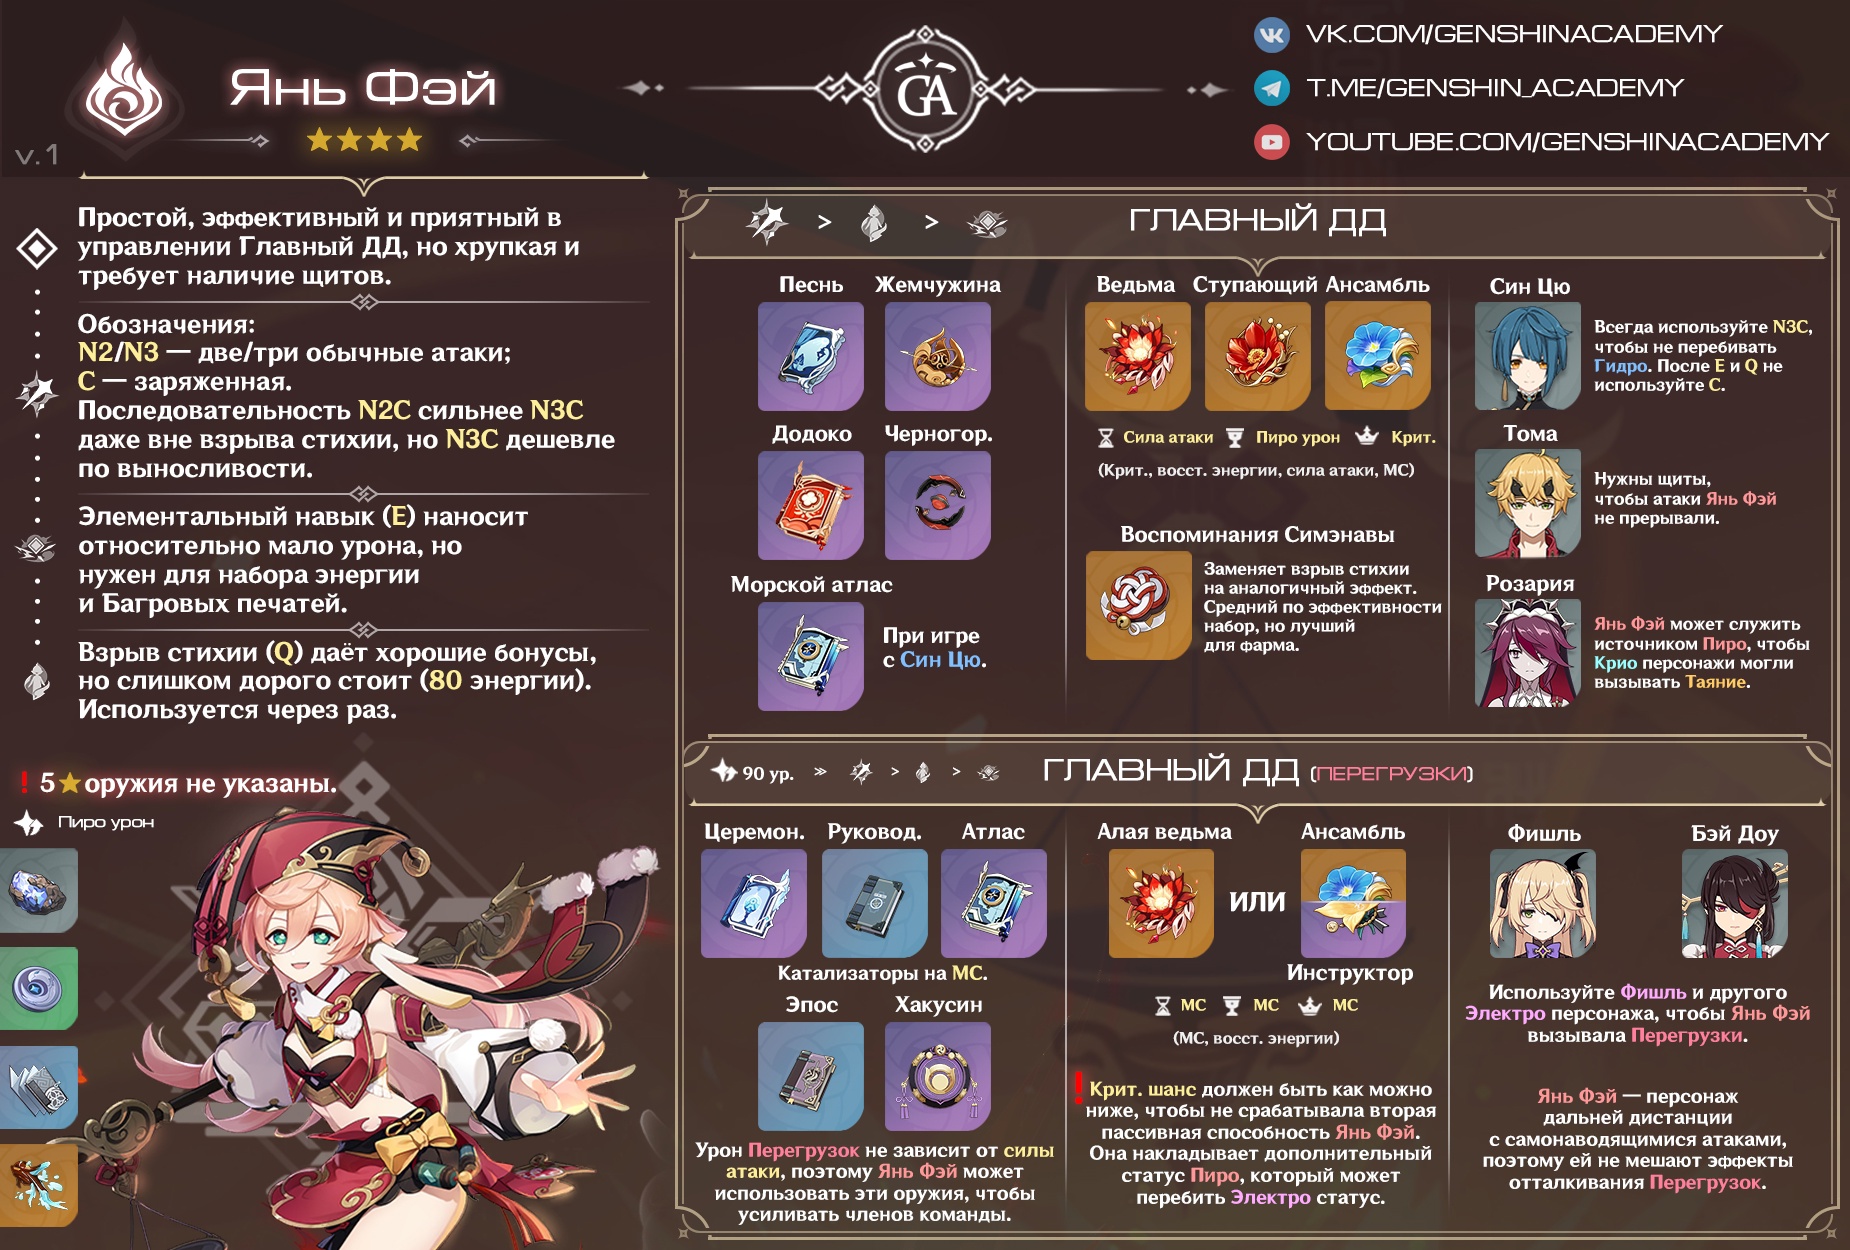 v.1
Янь Фэй
GA
VK.COM/GENSHINACADEMY
T.ME/GENSHIN_ACADEMY
YOUTUBE.COM/GENSHINACADEMY
Простой, эффективный и приятный в
управлении Главный ДД, но хрупкая и
требует наличие щитов.
Обозначения:
N2/N3 — две/три обычные атаки;
C — заряженная.
Последовательность N2C сильнее N3C
даже вне взрыва стихии, но N3C дешевле
по выносливости.
Элементальный навык (E) наносит
относительно мало урона, но
нужен для набора энергии
и Багровых печатей.
Взрыв стихии (Q) даёт хорошие бонусы,
но слишком дорого стоит (80 энергии).
Используется через раз.
! 5 оружия не указаны.
Пиро урон
> > ГЛАВНЫЙ ДД
Песнь Жемчужина
Додоко Черногор.
Морской атлас
При игре
с Син Цю.
Ведьма Ступающий Ансамбль
Сила атаки Пиро урон Крит.
(Крит., восст. энергии, сила атаки, МС)
Воспоминания Симэнавы
Заменяет взрыв стихии
на аналогичный эффект.
Средний по эффективности
набор, но лучший
для фарма.
Син Цю
Всегда используйте N3C,
чтобы не перебивать
Гидро. После E и Q не
используйте C.
Тома
Нужны щиты,
чтобы атаки Янь Фэй
не прерывали.
Розария
Янь Фэй может служить
источником Пиро, чтобы
Крио персонажи могли
вызывать Таяние.
90 ур. » > > ГЛАВНЫЙ ДД (ПЕРЕГРУЗКИ)
Церемон. Руковод. Атлас
Катализаторы на МС.
Эпос Хакусин
Урон Перегрузок не зависит от силы
атаки, поэтому Янь Фэй может
использовать эти оружия, чтобы
усиливать членов команды.
Алая ведьма Ансамбль
ИЛИ
Инструктор
МС МС МС
(МС, восст. энергии)
! Крит. шанс должен быть как можно
ниже, чтобы не срабатывала вторая
пассивная способность Янь Фэй.
Она накладывает дополнительный
статус Пиро, который может
перебить Электро статус.
Фишль Бэй Доу
Используйте Фишль и другого
Электро персонажа, чтобы Янь Фэй
вызывала Перегрузки.
Янь Фэй — персонаж
дальней дистанции
с самонаводящимися атаками,
поэтому ей не мешают эффекты
отталкивания Перегрузок.